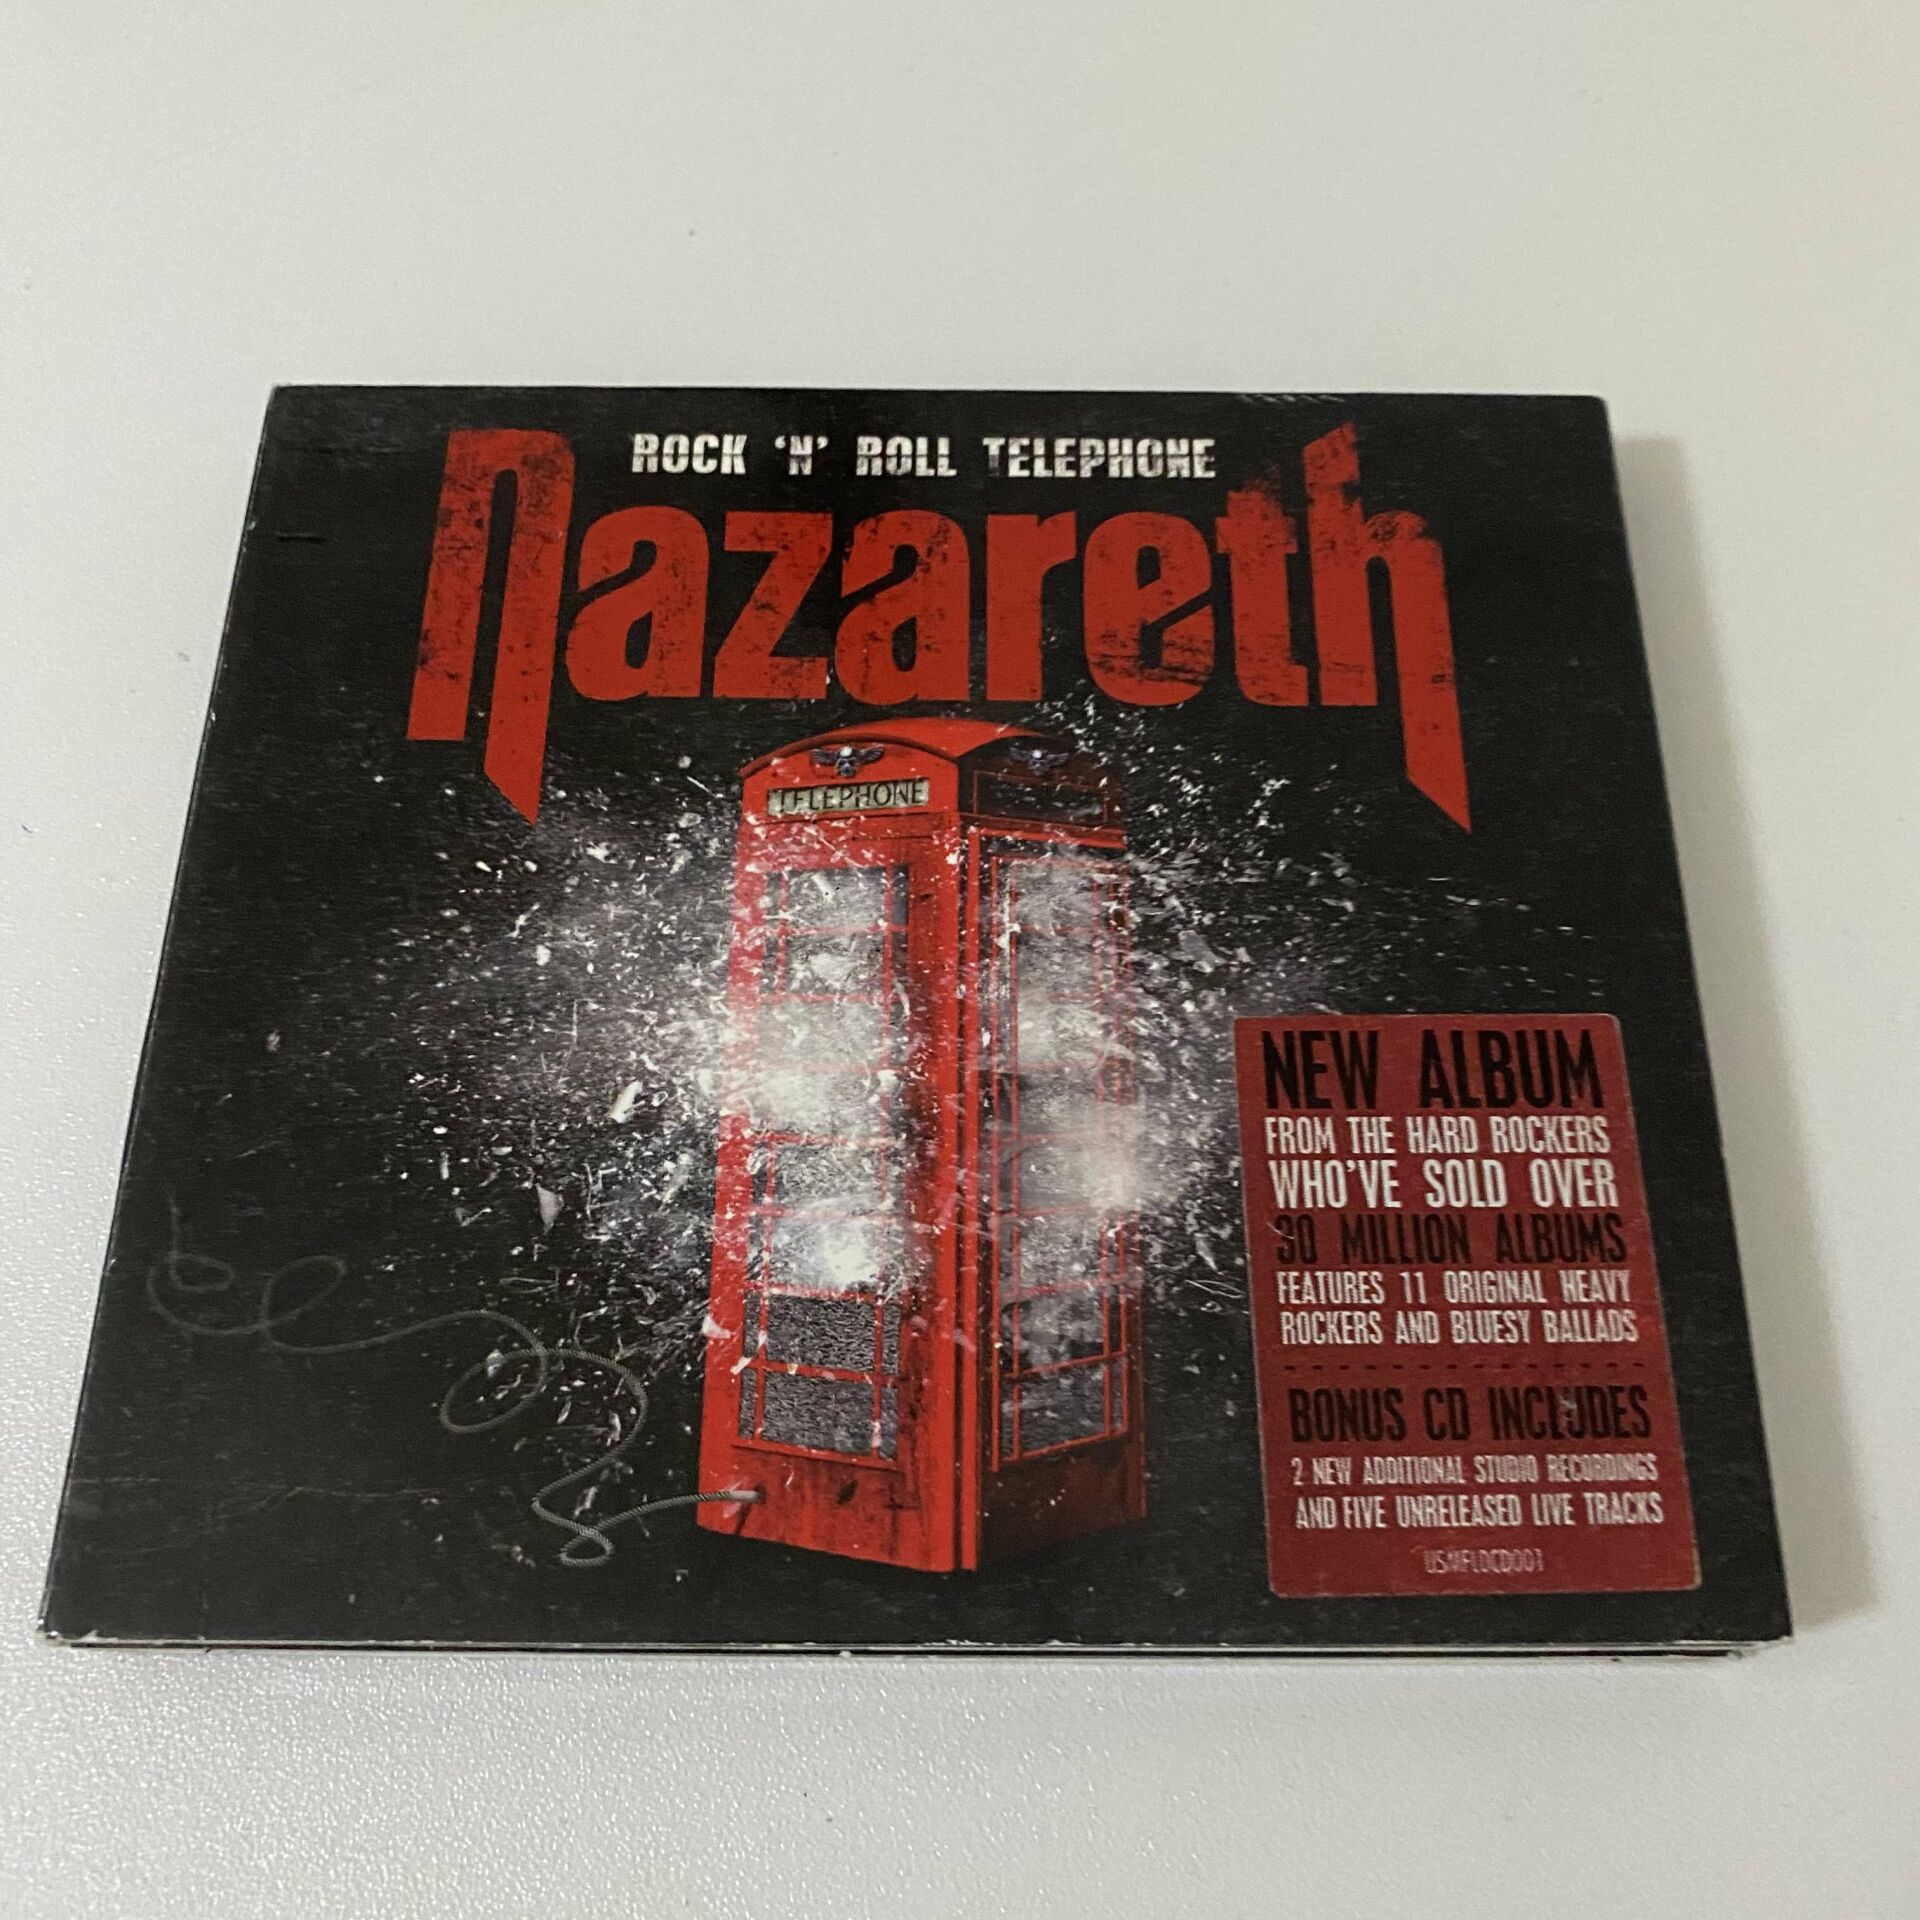 ROCK 'N' ROLL TELEPHONE
nazareth
TELEPHONE
NEW ALBUM
FROM THE HARD ROCKERS
WHO'VE SOLD OVER
30 MILLION ALBUMS
FEATURES 11 ORIGINAL HEAVY
ROCKERS AND BLUESY BALLADS
BONUS CD INCLUDES
2 NEW ADDITIONAL STUDIO RECORDINGS
AND FIVE UNRELEASED LIVE TRACKS
USMFLDCD001